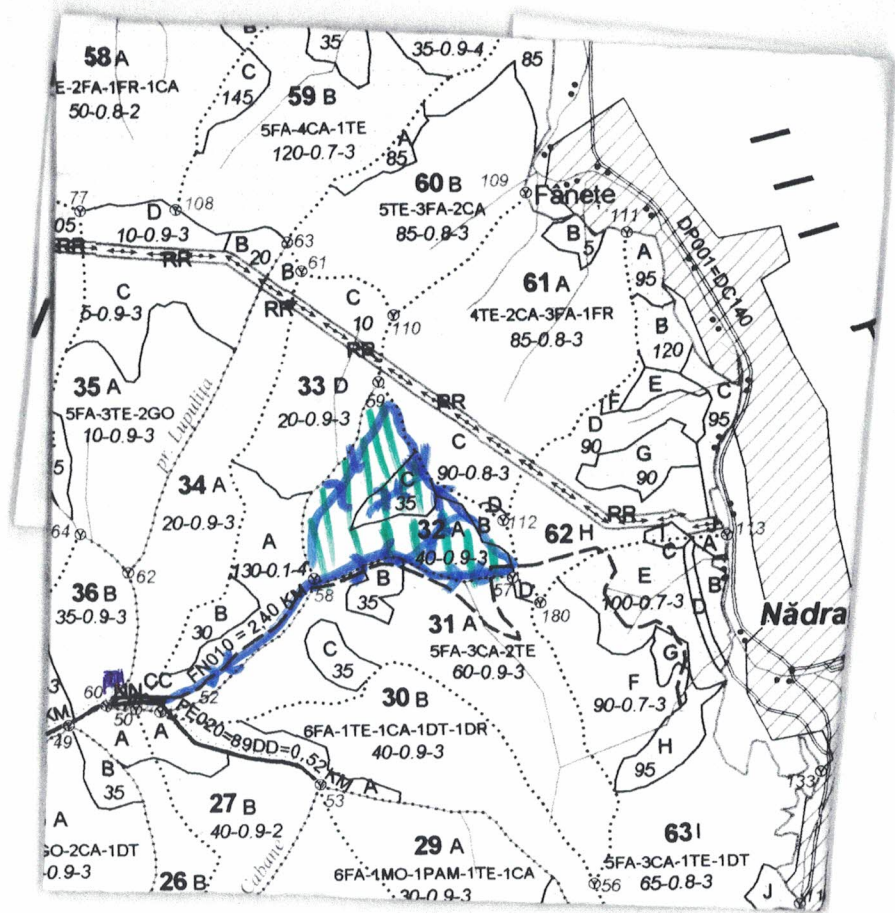 58 A
E-2FA-1FR-1CA
50-0.8-2
B
C
145
35
35-0.9-4
85
59 B
5FA-4CA-1TE
120-0.7-3
A
85
60 B
5TE-3FA-2CA
85-0.8-3
109
Fânețe
111
B
5
A
95
DP001=DC140
77
108
05
D
10-0.9-3
63
B
20
B
61
RR
RR
RR
RR
RR
RR
C
5-0.9-3
C
10
110
61 A
4TE-2CA-3FA-1FR
85-0.8-3
B
120
35 A
5FA-3TE-2GO
10-0.9-3
pr. Lupulița
33 D
20-0.9-3
59
F
E
C
95
D
90
G
90
C
90-0.8-3
5
34 A
20-0.9-3
C
35
32 A
40-0.9-3
B
D
112
62 H
I
C
A
113
64
62
A
130-0.1-4
58
B
35
57
D
180
E
100-0.7-3
B
D
36 B
35-0.9-3
B
30
FN010 = 2.40 KM
31 A
5FA-3CA-2TE
60-0.9-3
Nădra
C
35
G
3
60
NN
CC
52
50
KM
49
A
A
30 B
6FA-1TE-1CA-1DT-1DR
40-0.9-3
F
90-0.7-3
PE020=89DD=0,52KM
A
H
95
133
B
35
53
27 B
40-0.9-2
A
GO-2CA-1DT
-0.9-3
26 B
Cabane
29 A
6FA-1MO-1PAM-1TE-1CA
30-0.9-3
56
63 I
5FA-3CA-1TE-1DT
65-0.8-3
J